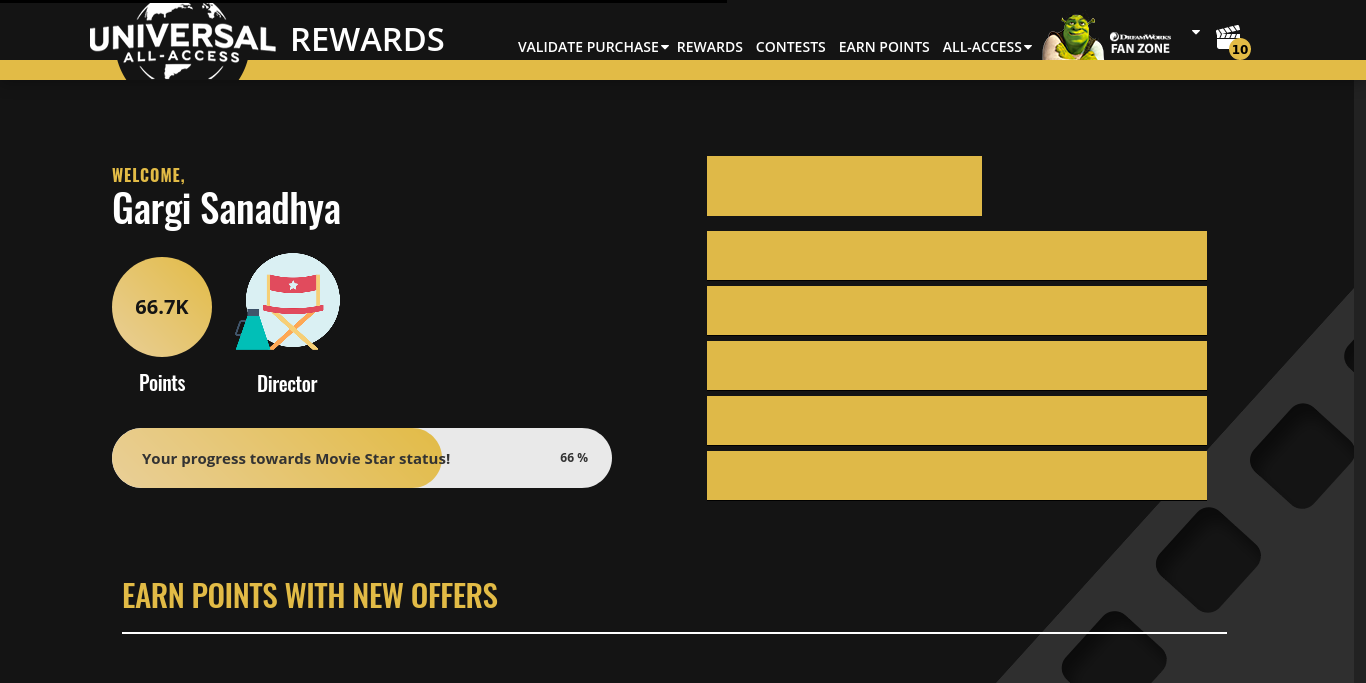 UNIVERSAL
ALL-ACCESS
REWARDS
VALIDATE PURCHASE
REWARDS
CONTESTS
EARN POINTS
ALL-ACCESS
DREAMWORKS
FAN ZONE
10
WELCOME,
Gargi Sanadhya
66.7K
Points
Director
Your progress towards Movie Star status!
66 %
EARN POINTS WITH NEW OFFERS